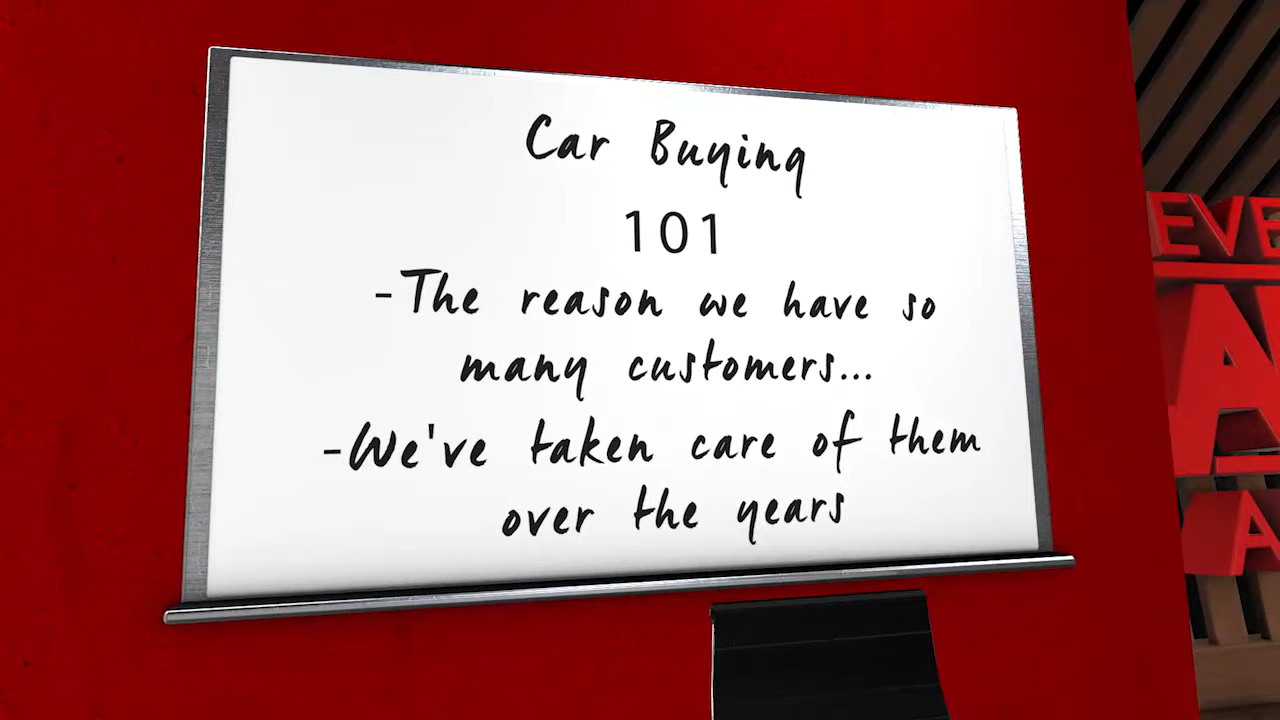 Car Buying
101
-The reason we have so
many customers...
-We've taken care of them
over the years